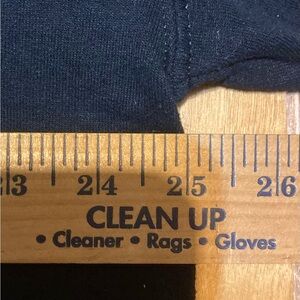 23 24 25 26
CLEAN UP
• Cleaner • Rags • Gloves